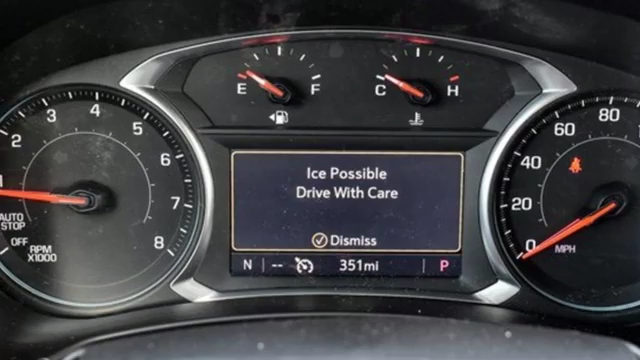 E F
C H
1 2 3 4 5 6 7 8
AUTO
STOP
OFF
RPM
X1000
Ice Possible
Drive With Care
Dismiss
N -- 351mi P
0 20 40 60 80
MPH